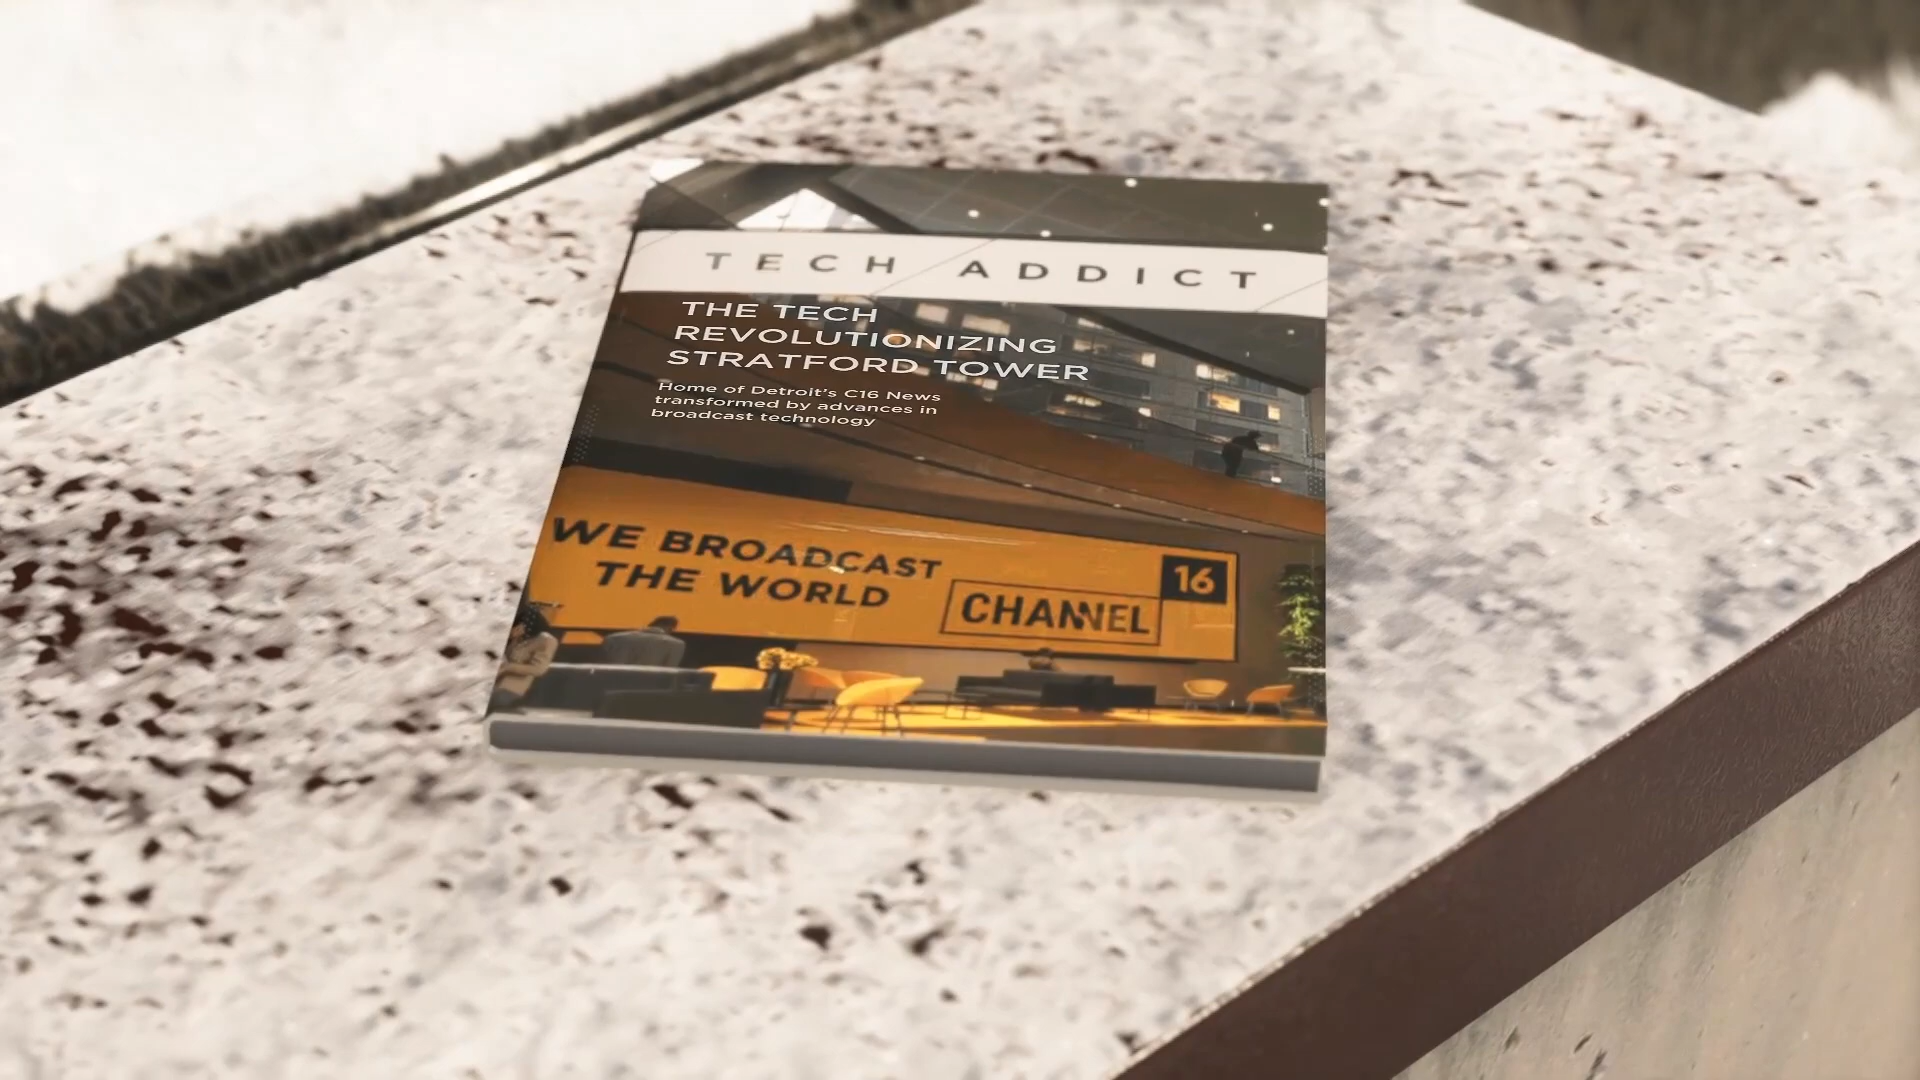 TECH ADDICT
THE TECH
REVOLUTIONIZING
STRATFORD TOWER
Home of Detroit's C16 News
transformed by advances in
broadcast technology
WE BROADCAST
THE WORLD
16
CHANNEL